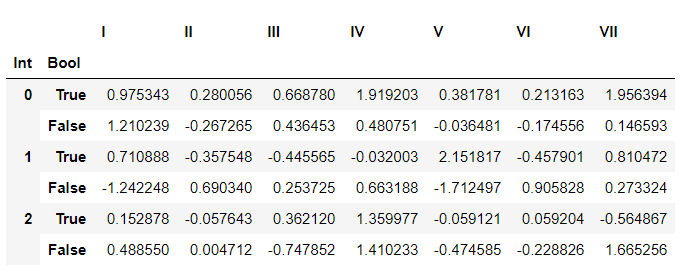 I II III IV V VI VII
Int Bool
0 True 0.975343 0.280056 0.668780 1.919203 0.381781 0.213163 1.956394
False 1.210239 -0.267265 0.436453 0.480751 -0.036481 -0.174556 0.146593
1 True 0.710888 -0.357548 -0.445565 -0.032003 2.151817 -0.457901 0.810472
False -1.242248 0.690340 0.253725 0.663188 -1.712497 0.905828 0.273324
2 True 0.152878 -0.057643 0.362120 1.359977 -0.059121 0.059204 -0.564867
False 0.488550 0.004712 -0.747852 1.410233 -0.474585 -0.228826 1.665256